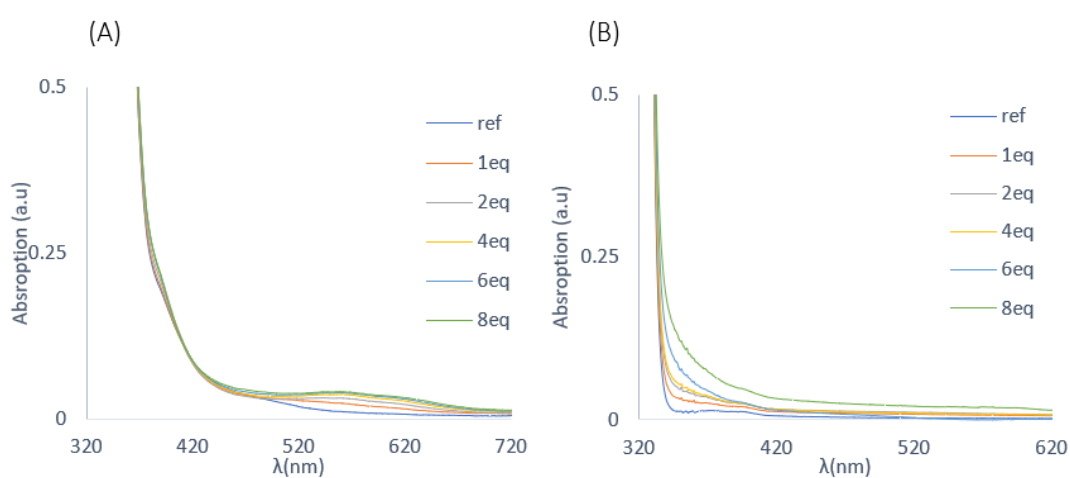 (A)
0.5
0.25
0
Absroption (a.u)
320
420
520
620
720
λ(nm)
ref
1eq
2eq
4eq
6eq
8eq
(B)
0.5
0.25
0
Absroption (a.u)
320
420
520
620
λ(nm)
ref
1eq
2eq
4eq
6eq
8eq